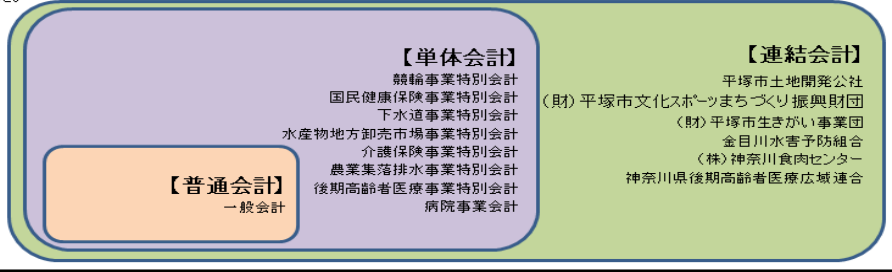 【単体会計】
競輪事業特別会計
国民健康保険事業特別会計
下水道事業特別会計
水産物地方卸売市場事業特別会計
介護保険事業特別会計
農業集落排水事業特別会計
後期高齢者医療事業特別会計
病院事業会計
【普通会計】
一般会計
【連結会計】
平塚市土地開発公社
(財)平塚市文化スポーツまちづくり振興財団
(財)平塚市生きがい事業団
金目川水害予防組合
(株)神奈川食肉センター
神奈川県後期高齢者医療広域連合